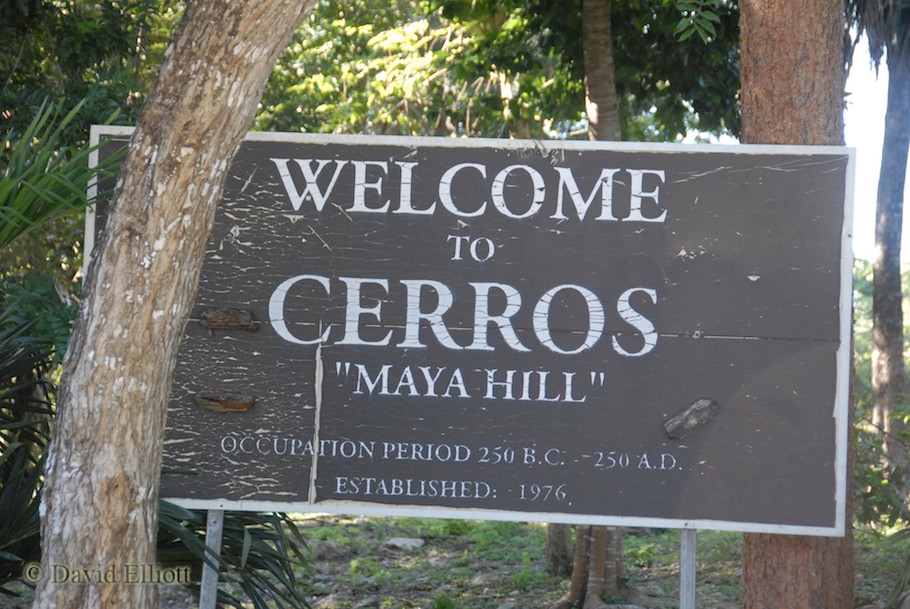 WELCOME
TO
CERROS
"MAYA HILL"
OCCUPATION PERIOD 250 B.C. - 250 A.D.
ESTABLISHED: 1976.
© David Elliott